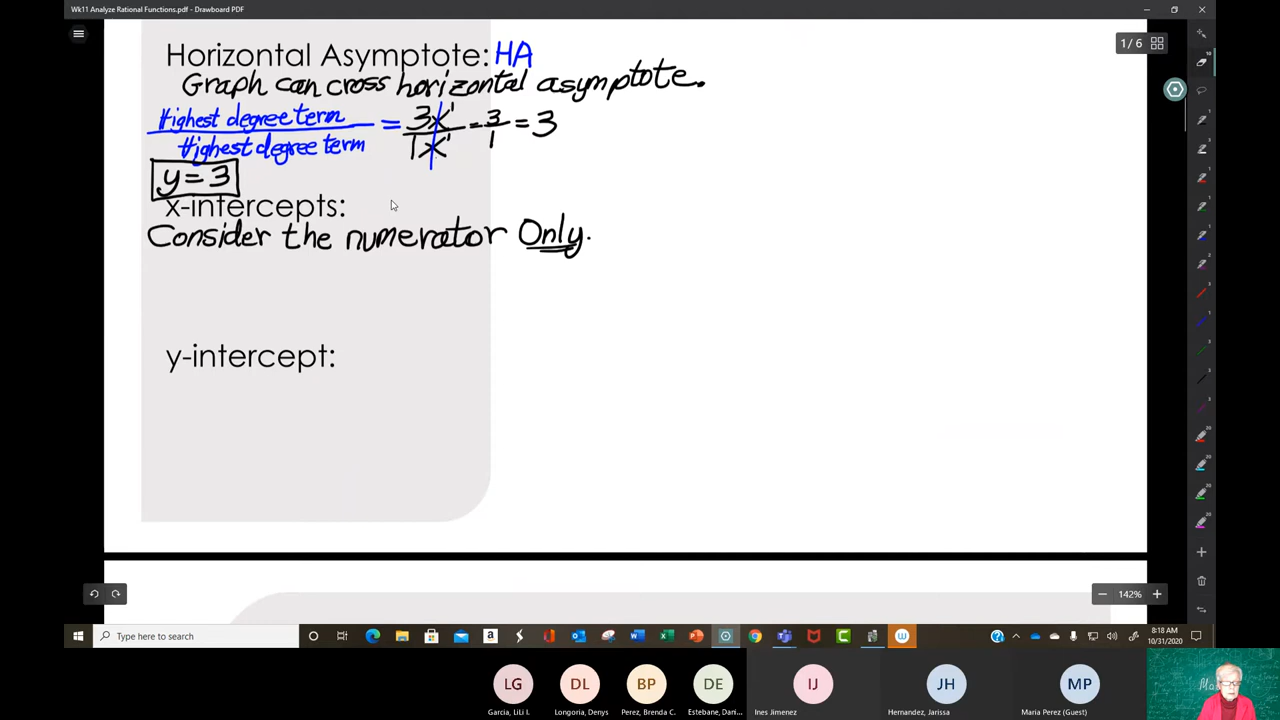 Wk11 Analyze Rational Functions.pdf - Drawboard PDF
1 / 6
Horizontal Asymptote: HA
Graph can cross horizontal asymptote.
Highest degree term / Highest degree term = 3x¹ / 1x¹ = 3/1 = 3
y = 3
x-intercepts:
Consider the numerator Only.
y-intercept:
142%
Type here to search
8:18 AM
10/31/2020
LG
DL
BP
DE
IJ
JH
MP
Garcia, LiLi I.
Longoria, Denys
Perez, Brenda C.
Estebane, Dani...
Ines Jimenez
Hernandez, Jarissa
Maria Perez (Guest)